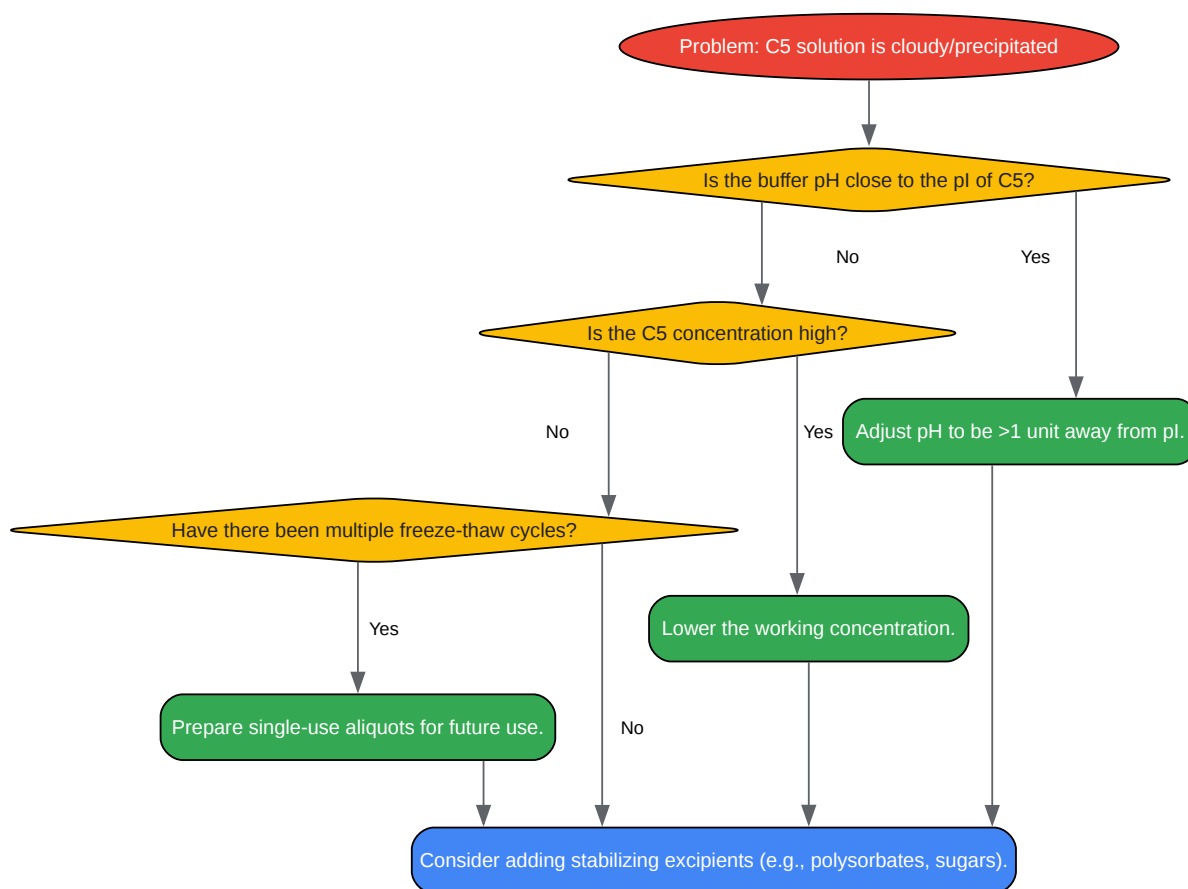 Problem: C5 solution is cloudy/precipitated
Is the buffer pH close to the pI of C5?
No
Yes
Is the C5 concentration high?
No
Yes
Adjust pH to be >1 unit away from pI.
Have there been multiple freeze-thaw cycles?
Yes
Lower the working concentration.
Prepare single-use aliquots for future use.
No
Consider adding stabilizing excipients (e.g., polysorbates, sugars).